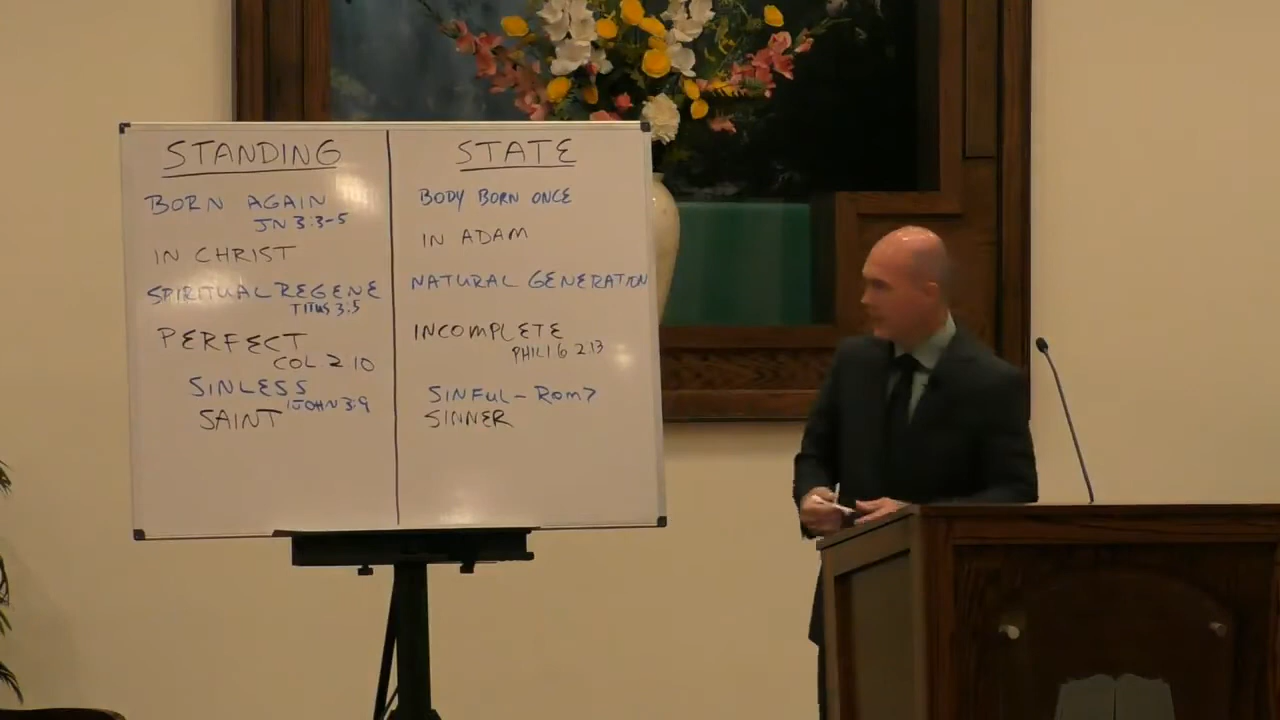 STANDING
BORN AGAIN
JN 3:3-5
IN CHRIST
SPIRITUAL REGENE
TITUS 3:5
PERFECT
COL 2 10
SINLESS
1JOHN 3:9
SAINT
STATE
BODY BORN ONCE
IN ADAM
NATURAL GENERATION
INCOMPLETE
PHIL 1 6 2:13
SINFUL - ROM 7
SINNER